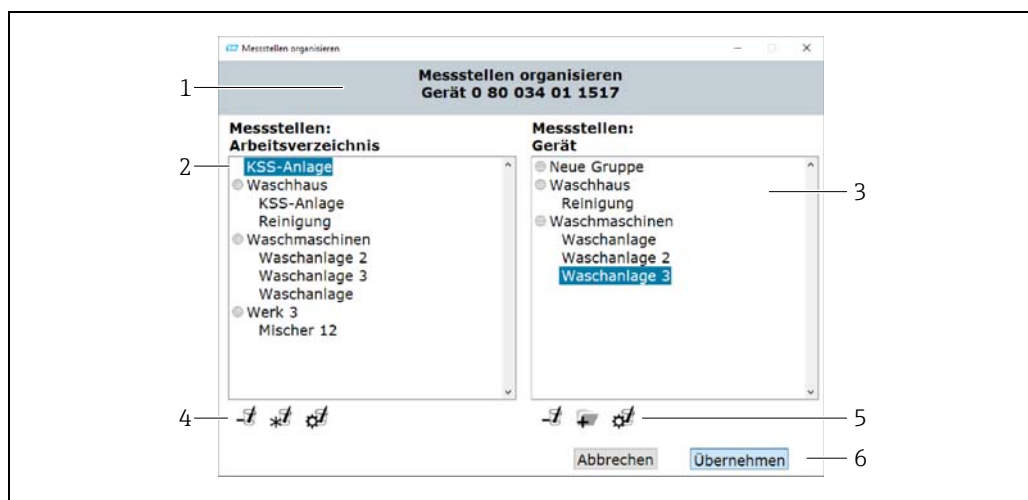 Messstellen organisieren
Messstellen organisieren
Gerät 0 80 034 01 1517
1
Messstellen:
Arbeitsverzeichnis
2
KSS-Anlage
Waschhaus
KSS-Anlage
Reinigung
Waschmaschinen
Waschanlage 2
Waschanlage 3
Waschanlage
Werk 3
Mischer 12
Messstellen:
Gerät
Neue Gruppe
Waschhaus
Reinigung
Waschmaschinen
Waschanlage
Waschanlage 2
Waschanlage 3
3
4
5
Abbrechen
Übernehmen
6